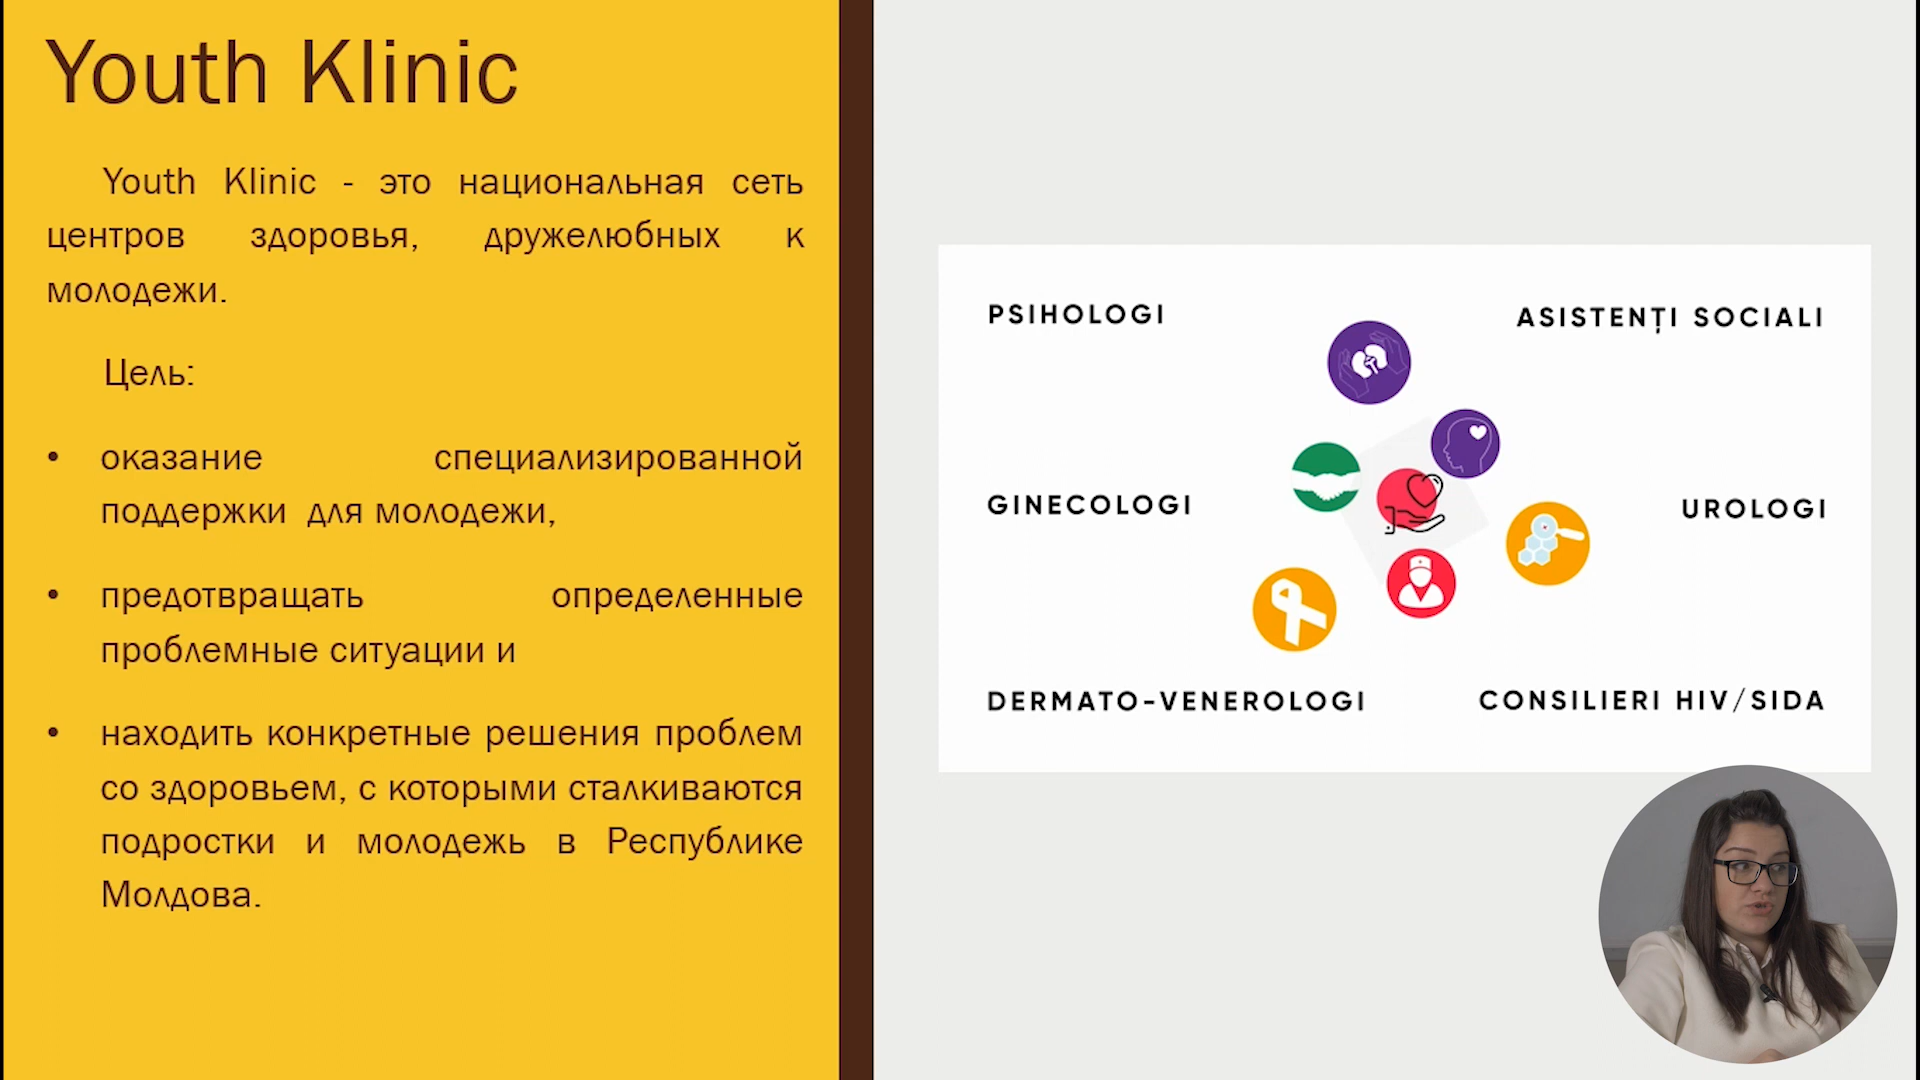 Youth Klinic
Youth Klinic - это национальная сеть
центров здоровья, дружелюбных к
молодежи.
Цель:
• оказание специализированной
поддержки для молодежи,
• предотвращать определенные
проблемные ситуации и
• находить конкретные решения проблем
со здоровьем, с которыми сталкиваются
подростки и молодежь в Республике
Молдова.
PSIHOLOGI
ASISTENȚI SOCIALI
GINECOLOGI
UROLOGI
DERMATO-VENEROLOGI
CONSILIERI HIV/SIDA